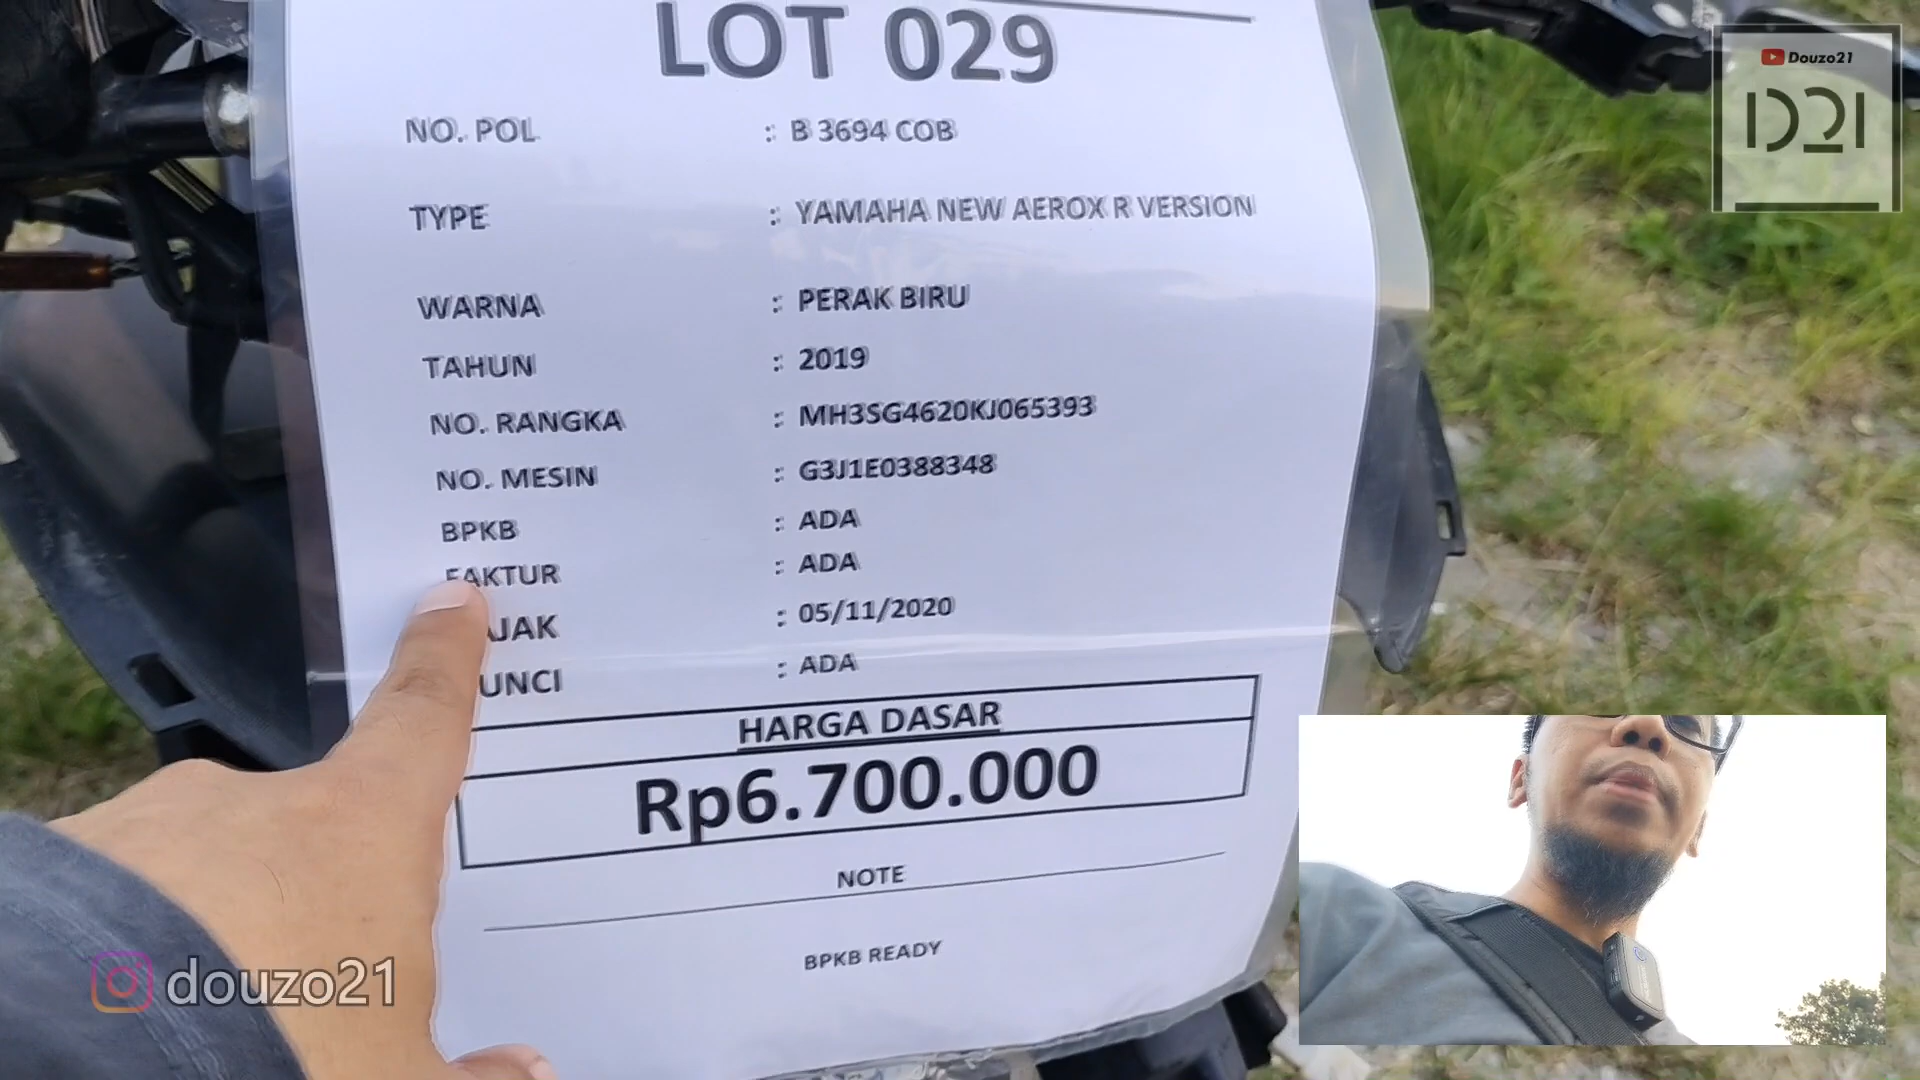 LOT 029
NO. POL : B 3694 COB
TYPE : YAMAHA NEW AEROX R VERSION
WARNA : PERAK BIRU
TAHUN : 2019
NO. RANGKA : MH3SG4620KJ065393
NO. MESIN : G3J1E0388348
BPKB : ADA
FAKTUR : ADA
AJAK : 05/11/2020
UNCI : ADA
HARGA DASAR
Rp6.700.000
NOTE
BPKB READY
Douzo21
D21
douzo21